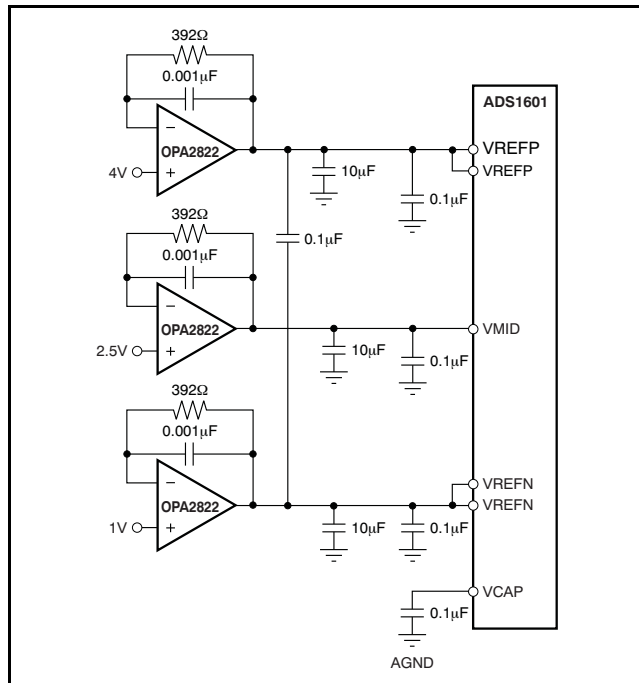 392Ω
0.001µF
ADS1601
OPA2822
VREFP
VREFP
4V
10µF
0.1µF
392Ω
0.1µF
0.001µF
OPA2822
VMID
2.5V
10µF
0.1µF
392Ω
0.001µF
VREFN
OPA2822
VREFN
1V
10µF
0.1µF
VCAP
0.1µF
AGND